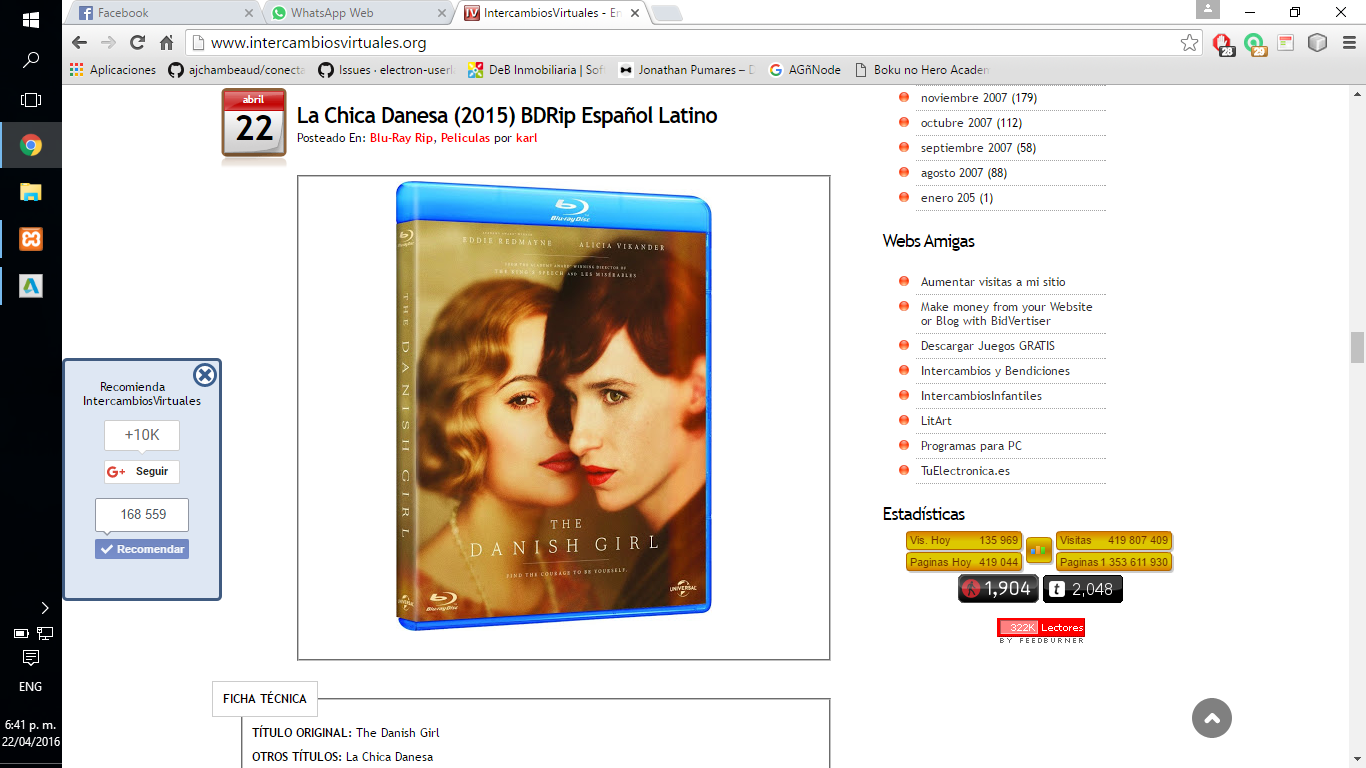 Facebook
WhatsApp Web
IntercambiosVirtuales - En
www.intercambiosvirtuales.org
28
29
Aplicaciones
ajchambeaud/conecta
Issues · electron-userl
DeB Inmobiliaria | Sof
Jonathan Pumares – D
AGñNode
Boku no Hero Academ
abril
22
La Chica Danesa (2015) BDRip Español Latino
Posteado En: Blu-Ray Rip, Peliculas por karl
Blu-ray Disc
EDDIE REDMAYNE
ALICIA VIKANDER
FROM THE ACADEMY AWARD® WINNING DIRECTOR OF
THE KING'S SPEECH AND LES MISÉRABLES
THE DANISH GIRL
THE
DANISH GIRL
FIND THE COURAGE TO BE YOURSELF.
Blu-ray Disc
UNIVERSAL
FICHA TÉCNICA
TÍTULO ORIGINAL: The Danish Girl
OTROS TÍTULOS: La Chica Danesa
Recomienda
IntercambiosVirtuales
+10K
G+ Seguir
168 559
Recomendar
noviembre 2007 (179)
octubre 2007 (112)
septiembre 2007 (58)
agosto 2007 (88)
enero 205 (1)
Webs Amigas
Aumentar visitas a mi sitio
Make money from your Website
or Blog with BidVertiser
Descargar Juegos GRATIS
Intercambios y Bendiciones
IntercambiosInfantiles
LitArt
Programas para PC
TuElectronica.es
Estadísticas
Vis. Hoy 135 969
Paginas Hoy 419 044
Visitas 419 807 409
Paginas 1 353 611 930
1,904
t 2,048
322K Lectores
BY FEEDBURNER
ENG
6:41 p. m.
22/04/2016